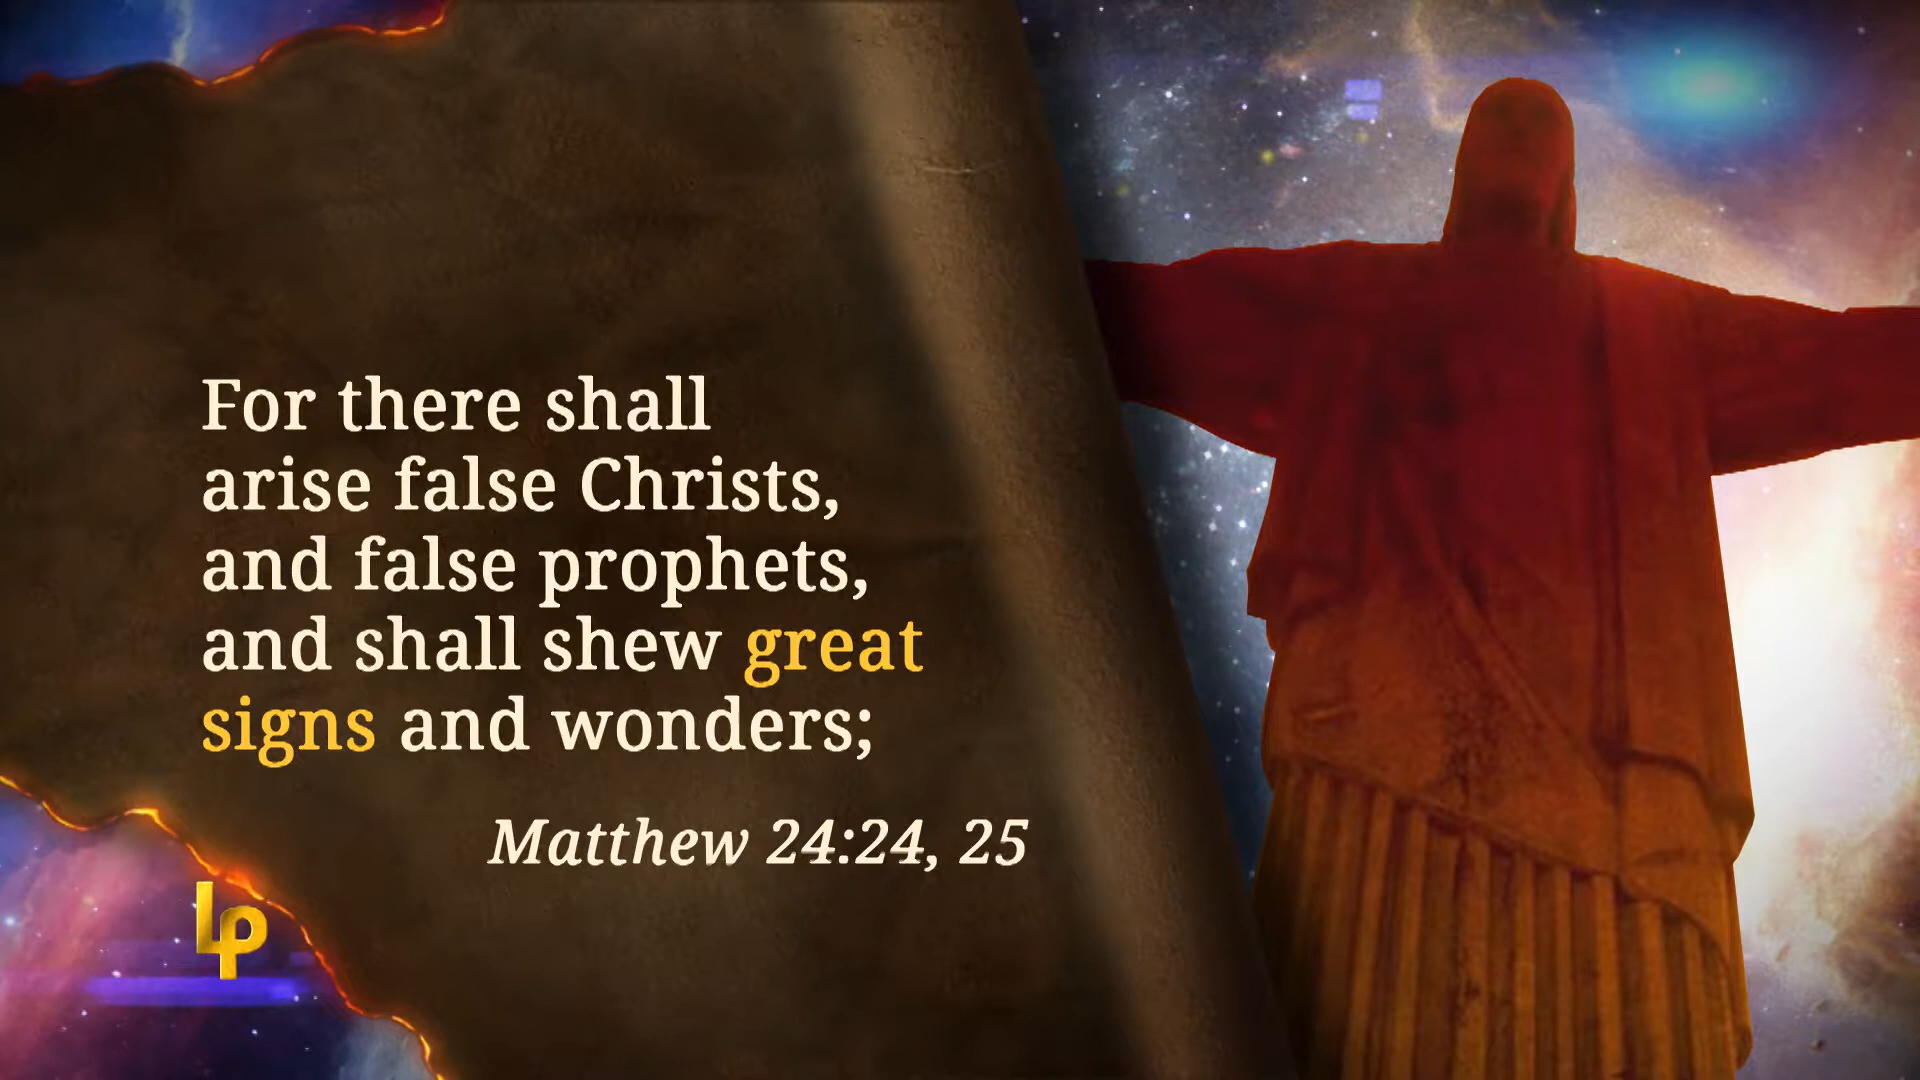 For there shall
arise false Christs,
and false prophets,
and shall shew great
signs and wonders;
Matthew 24:24, 25
LP